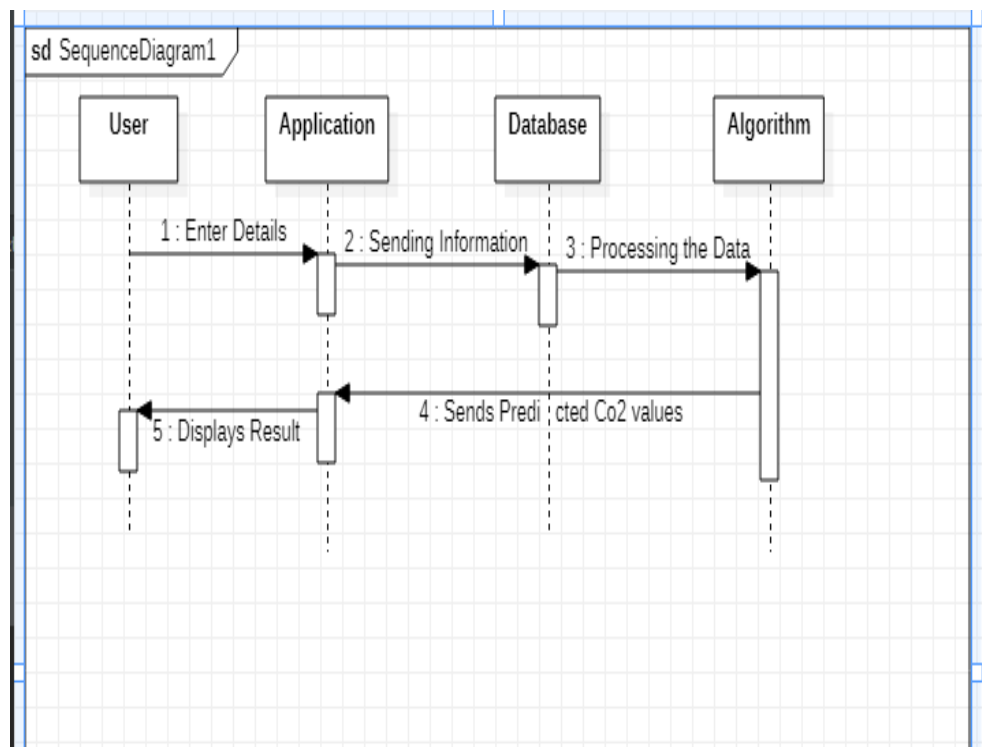 sd SequenceDiagram1
User
Application
Database
Algorithm
1 : Enter Details
2 : Sending Information
3 : Processing the Data
4 : Sends Predicted Co2 values
5 : Displays Result